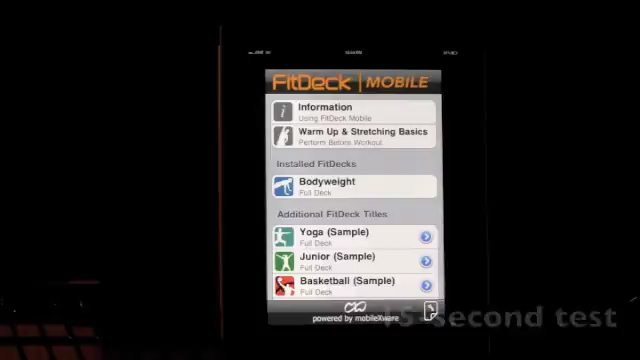 FitDeck | MOBILE
Information
Using FitDeck Mobile
Warm Up & Stretching Basics
Perform Before Workout
Installed FitDecks
Bodyweight
Full Deck
Additional FitDeck Titles
Yoga (Sample)
Full Deck
Junior (Sample)
Full Deck
Basketball (Sample)
Full Deck
powered by mobileXware
15-second test